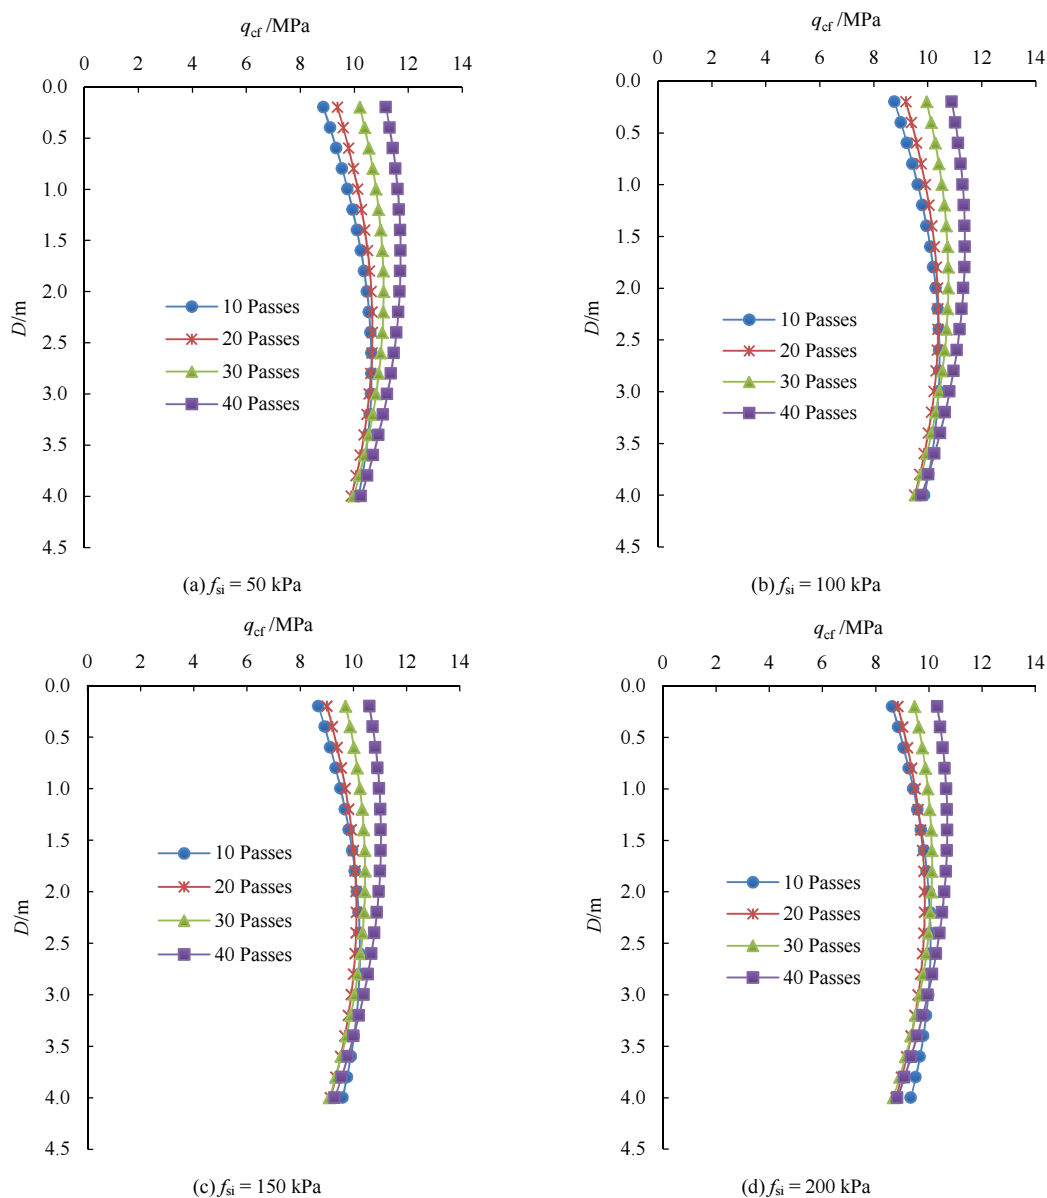 q_cf /MPa
0 2 4 6 8 10 12 14
0.0
0.5
1.0
1.5
2.0
2.5
3.0
3.5
4.0
4.5
D/m
10 Passes
20 Passes
30 Passes
40 Passes
(a) f_si = 50 kPa
q_cf /MPa
0 2 4 6 8 10 12 14
0.0
0.5
1.0
1.5
2.0
2.5
3.0
3.5
4.0
4.5
D/m
10 Passes
20 Passes
30 Passes
40 Passes
(b) f_si = 100 kPa
q_cf /MPa
0 2 4 6 8 10 12 14
0.0
0.5
1.0
1.5
2.0
2.5
3.0
3.5
4.0
4.5
D/m
10 Passes
20 Passes
30 Passes
40 Passes
(c) f_si = 150 kPa
q_cf /MPa
0 2 4 6 8 10 12 14
0.0
0.5
1.0
1.5
2.0
2.5
3.0
3.5
4.0
4.5
D/m
10 Passes
20 Passes
30 Passes
40 Passes
(d) f_si = 200 kPa